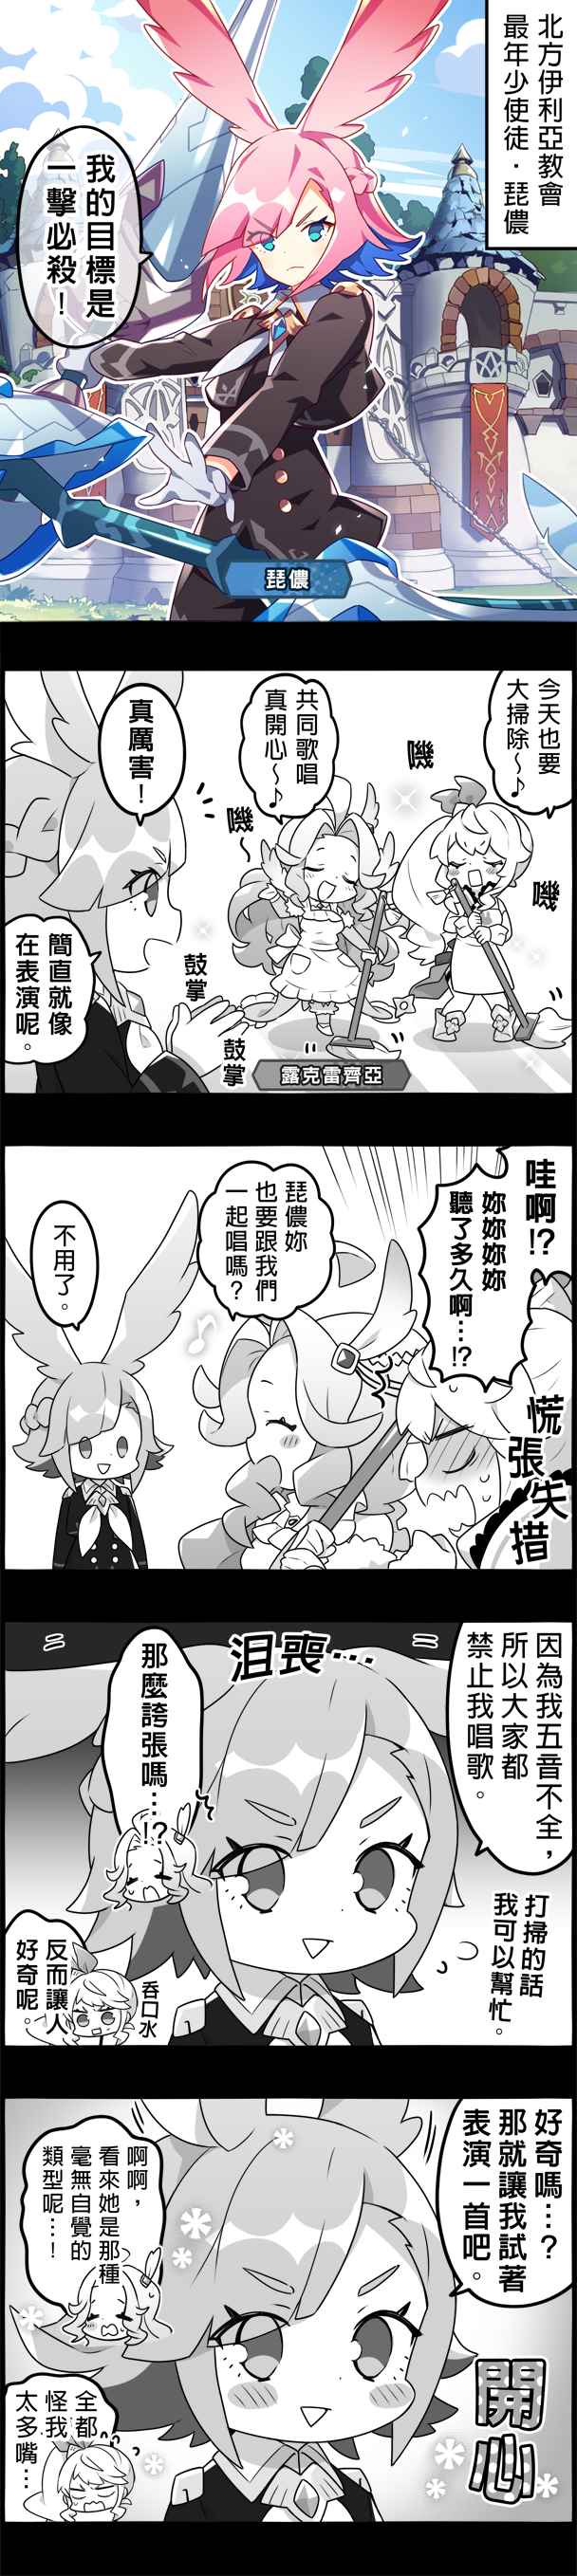 北方伊利亞教會
最年少使徒．琵儂
我的目標是
一擊必殺！
琵儂
今天也要
大掃除～♪
嘰
嘰
共同歌唱
真開心～♪
嘰～
真厲害！
簡直就像
在表演呢。
鼓掌
鼓掌
露克雷齊亞
哇啊!?
妳妳妳妳
聽了多久啊…!?
慌張失措
琵儂妳
也要跟我們
一起唱嗎？
不用了。
因為我五音不全，
所以大家都
禁止我唱歌。
打掃的話
我可以幫忙。
沮喪…
那麼誇張嗎…!?
吞口水
反而讓人
好奇呢。
好奇嗎…？
那就讓我試著
表演一首吧。
開心
啊啊，
看來她是那種
毫無自覺的
類型呢…！
全都
怪我
太多嘴…